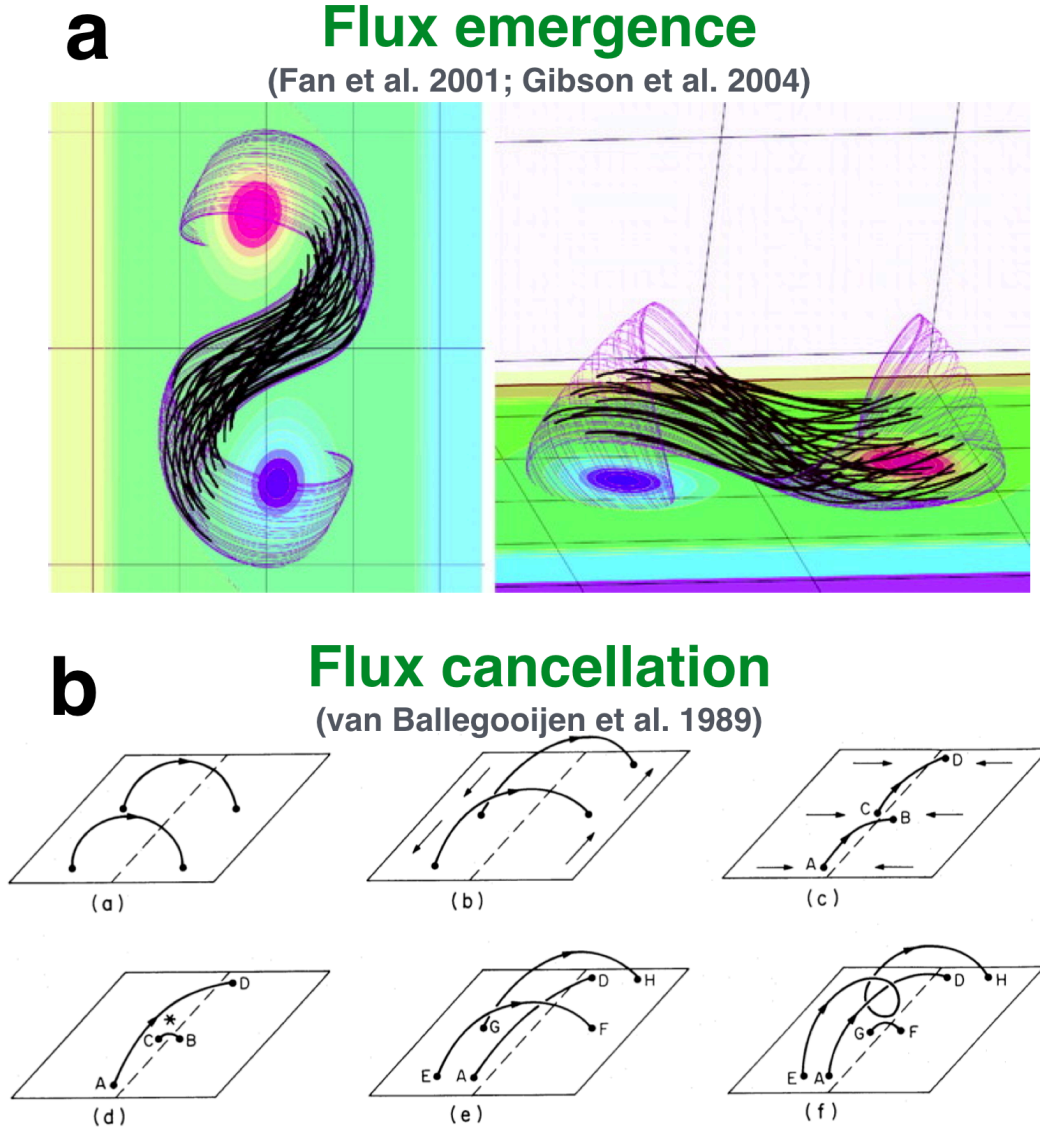 a
Flux emergence
(Fan et al. 2001; Gibson et al. 2004)
b
Flux cancellation
(van Ballegooijen et al. 1989)
D
C
B
A
(a)
(b)
(c)
D
C
B
A
D
H
G
F
E
A
D
H
G
F
E
A
(d)
(e)
(f)